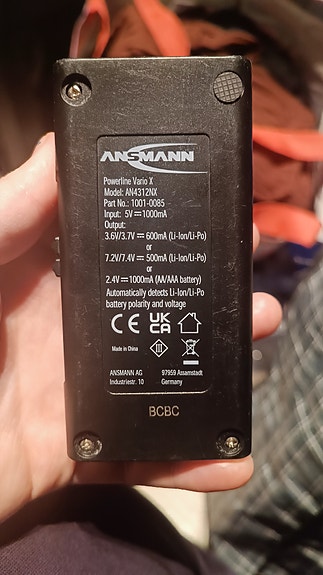 ANSMANN
Powerline Vario X
Model: AN4312NX
Part No.: 1001-0085
Input: 5V⎓1000mA
Output:
3.6V/3.7V⎓600mA (Li-Ion/Li-Po)
or
7.2V/7.4V⎓500mA (Li-Ion/Li-Po)
or
2.4V⎓1000mA (AA/AAA battery)
Automatically detects Li-Ion/Li-Po
battery polarity and voltage
CE UK CA
Made in China III
ANSMANN AG 97959 Assamstadt
Industriestr. 10 Germany
BCBC